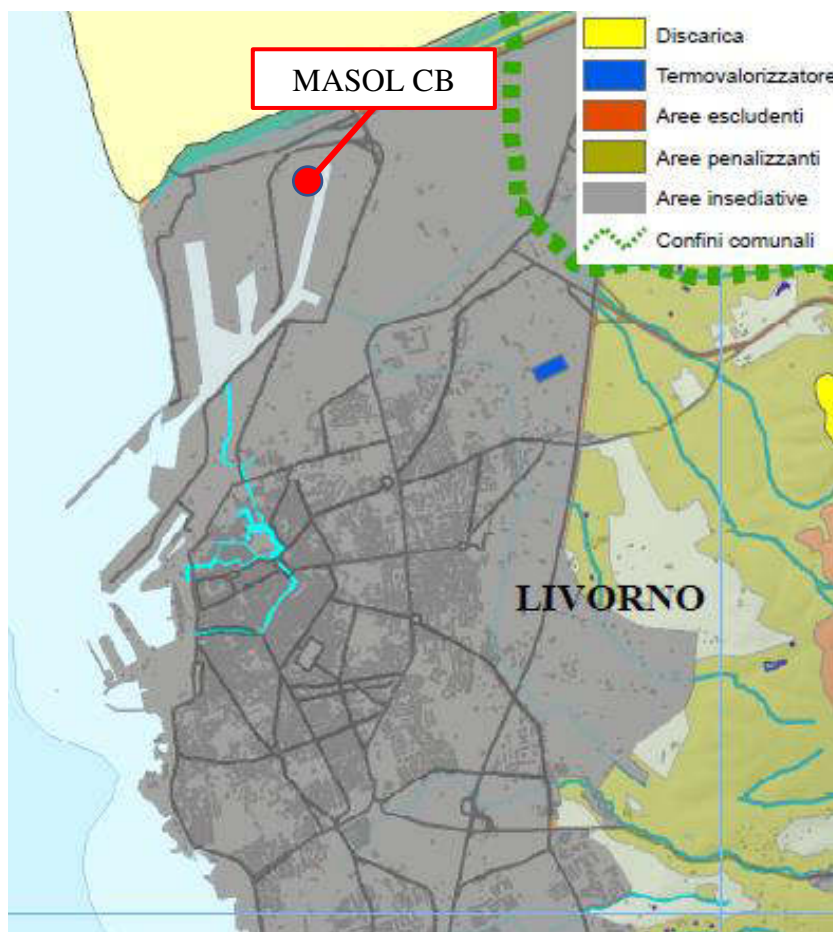 MASOL CB
Discarica
Termovalorizzatore
Aree escludenti
Aree penalizzanti
Aree insediative
Confini comunali
LIVORNO